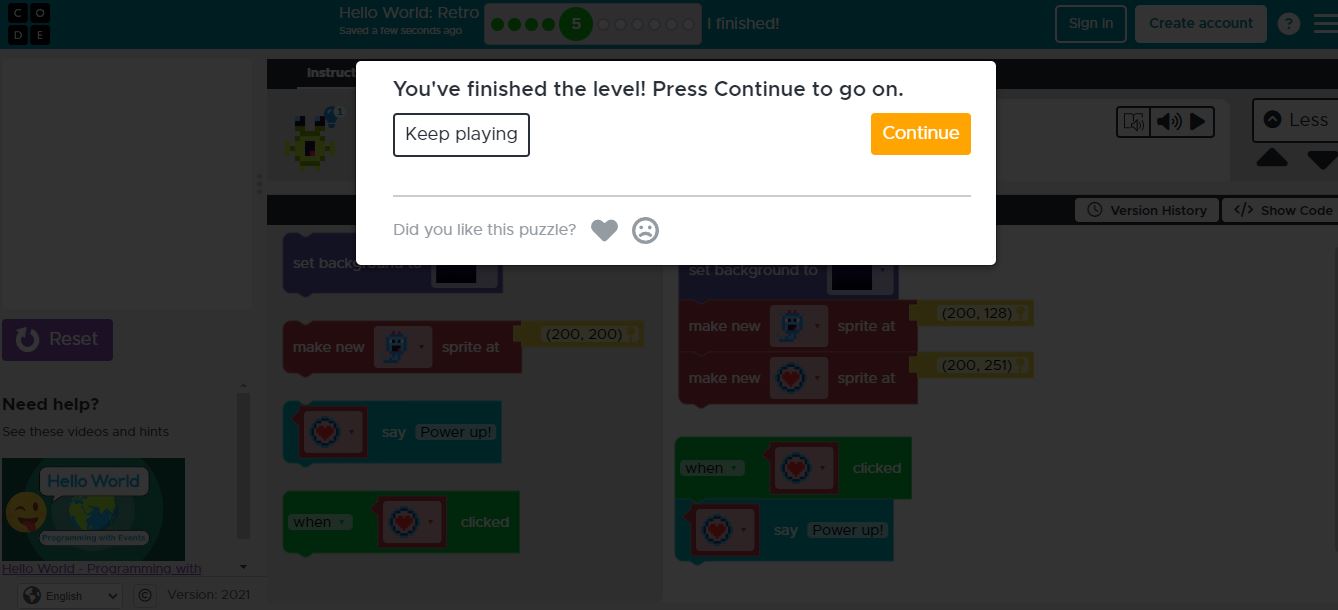 C O
D E
Hello World: Retro
Saved a few seconds ago
5
I finished!
Sign in
Create account
?
Instruct
You've finished the level! Press Continue to go on.
Keep playing
Continue
Did you like this puzzle?
1
Less
Version History
</> Show Code
Reset
Need help?
See these videos and hints
Hello World
Programming with Events
Hello World - Programming with
English
©
Version: 2021
set background to
make new sprite at (200, 200)
say Power up!
when clicked
set background to
make new sprite at (200, 128)
make new sprite at (200, 251)
when clicked
say Power up!